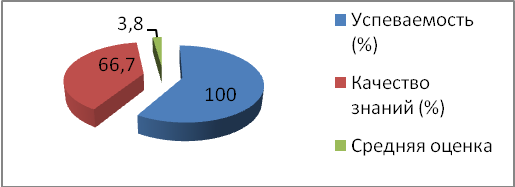 3,8
66,7
100
Успеваемость
(%)
Качество
знаний (%)
Средняя оценка